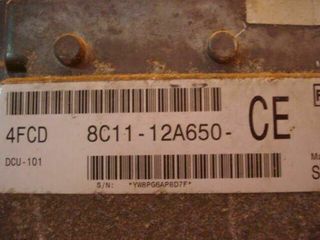 4FCD 8C11-12A650- CE
DCU-101
S/N: *YW8PG6AP8D7F*